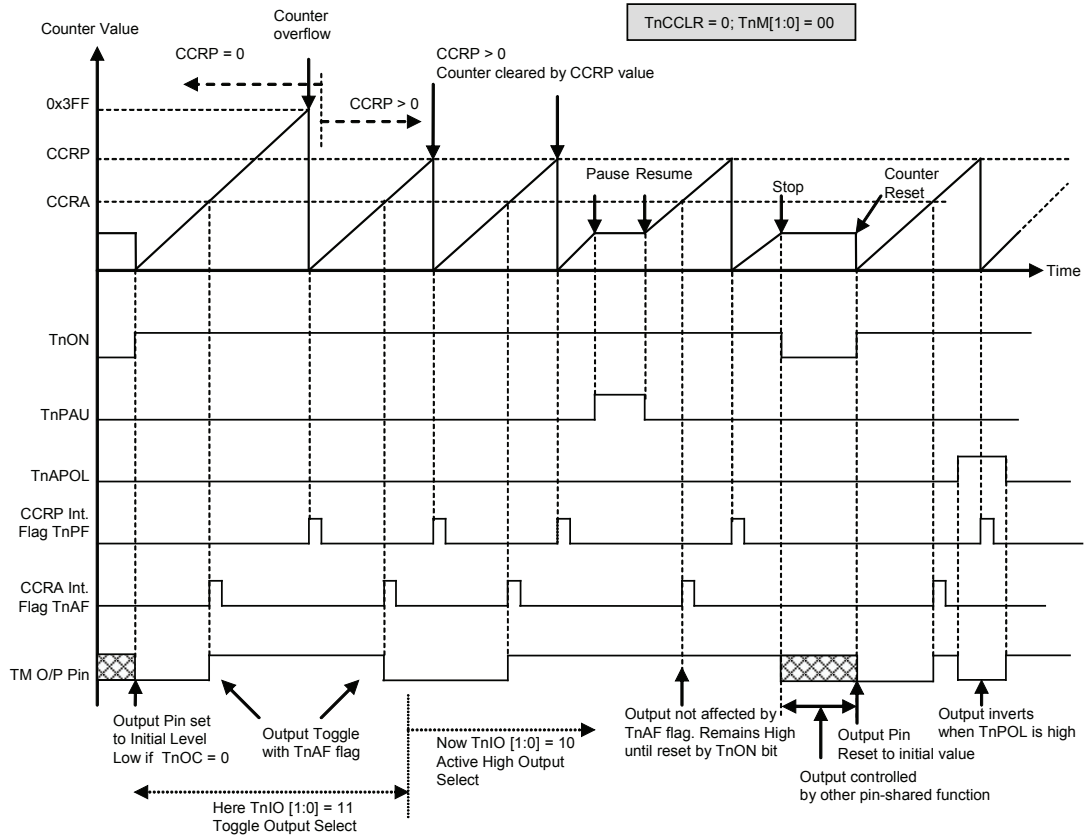 TnCCLR = 0; TnM[1:0] = 00
Counter Value
Counter
overflow
CCRP = 0
CCRP > 0
Counter cleared by CCRP value
CCRP > 0
0x3FF
CCRP
CCRA
Pause Resume
Stop
Counter
Reset
Time
TnON
TnPAU
TnAPOL
CCRP Int.
Flag TnPF
CCRA Int.
Flag TnAF
TM O/P Pin
Output Pin set
to Initial Level
Low if TnOC = 0
Output Toggle
with TnAF flag
Now TnIO [1:0] = 10
Active High Output
Select
Here TnIO [1:0] = 11
Toggle Output Select
Output not affected by
TnAF flag. Remains High
until reset by TnON bit
Output Pin
Reset to initial value
Output controlled
by other pin-shared function
Output inverts
when TnPOL is high